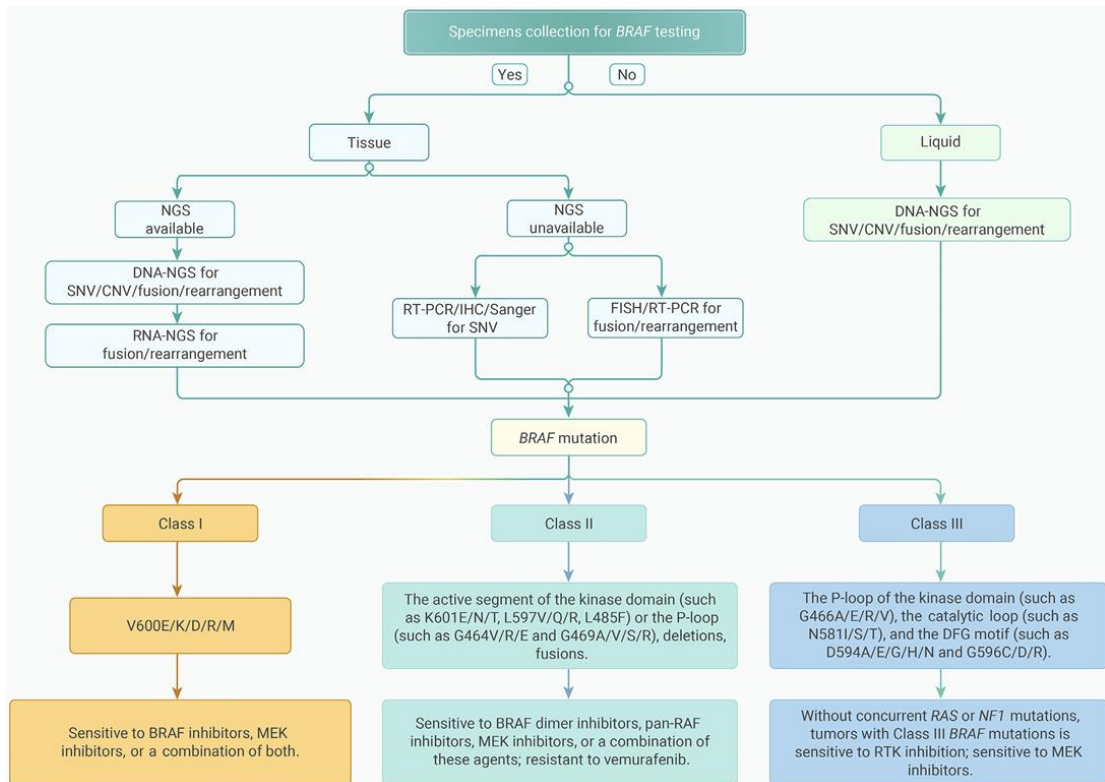 Specimens collection for BRAF testing
Yes
No
Tissue
Liquid
NGS
available
NGS
unavailable
DNA-NGS for
SNV/CNV/fusion/rearrangement
DNA-NGS for
SNV/CNV/fusion/rearrangement
RT-PCR/IHC/Sanger
for SNV
FISH/RT-PCR for
fusion/rearrangement
RNA-NGS for
fusion/rearrangement
BRAF mutation
Class I
Class II
Class III
V600E/K/D/R/M
The active segment of the kinase domain (such
as K601E/N/T, L597V/Q/R, L485F) or the P-loop
(such as G464V/R/E and G469A/V/S/R), deletions,
fusions.
The P-loop of the kinase domain (such as
G466A/E/R/V), the catalytic loop (such as
N581I/S/T), and the DFG motif (such as
D594A/E/G/H/N and G596C/D/R).
Sensitive to BRAF inhibitors, MEK
inhibitors, or a combination of both.
Sensitive to BRAF dimer inhibitors, pan-RAF
inhibitors, MEK inhibitors, or a combination of
these agents; resistant to vemurafenib.
Without concurrent RAS or NF1 mutations,
tumors with Class III BRAF mutations is
sensitive to RTK inhibition; sensitive to MEK
inhibitors.